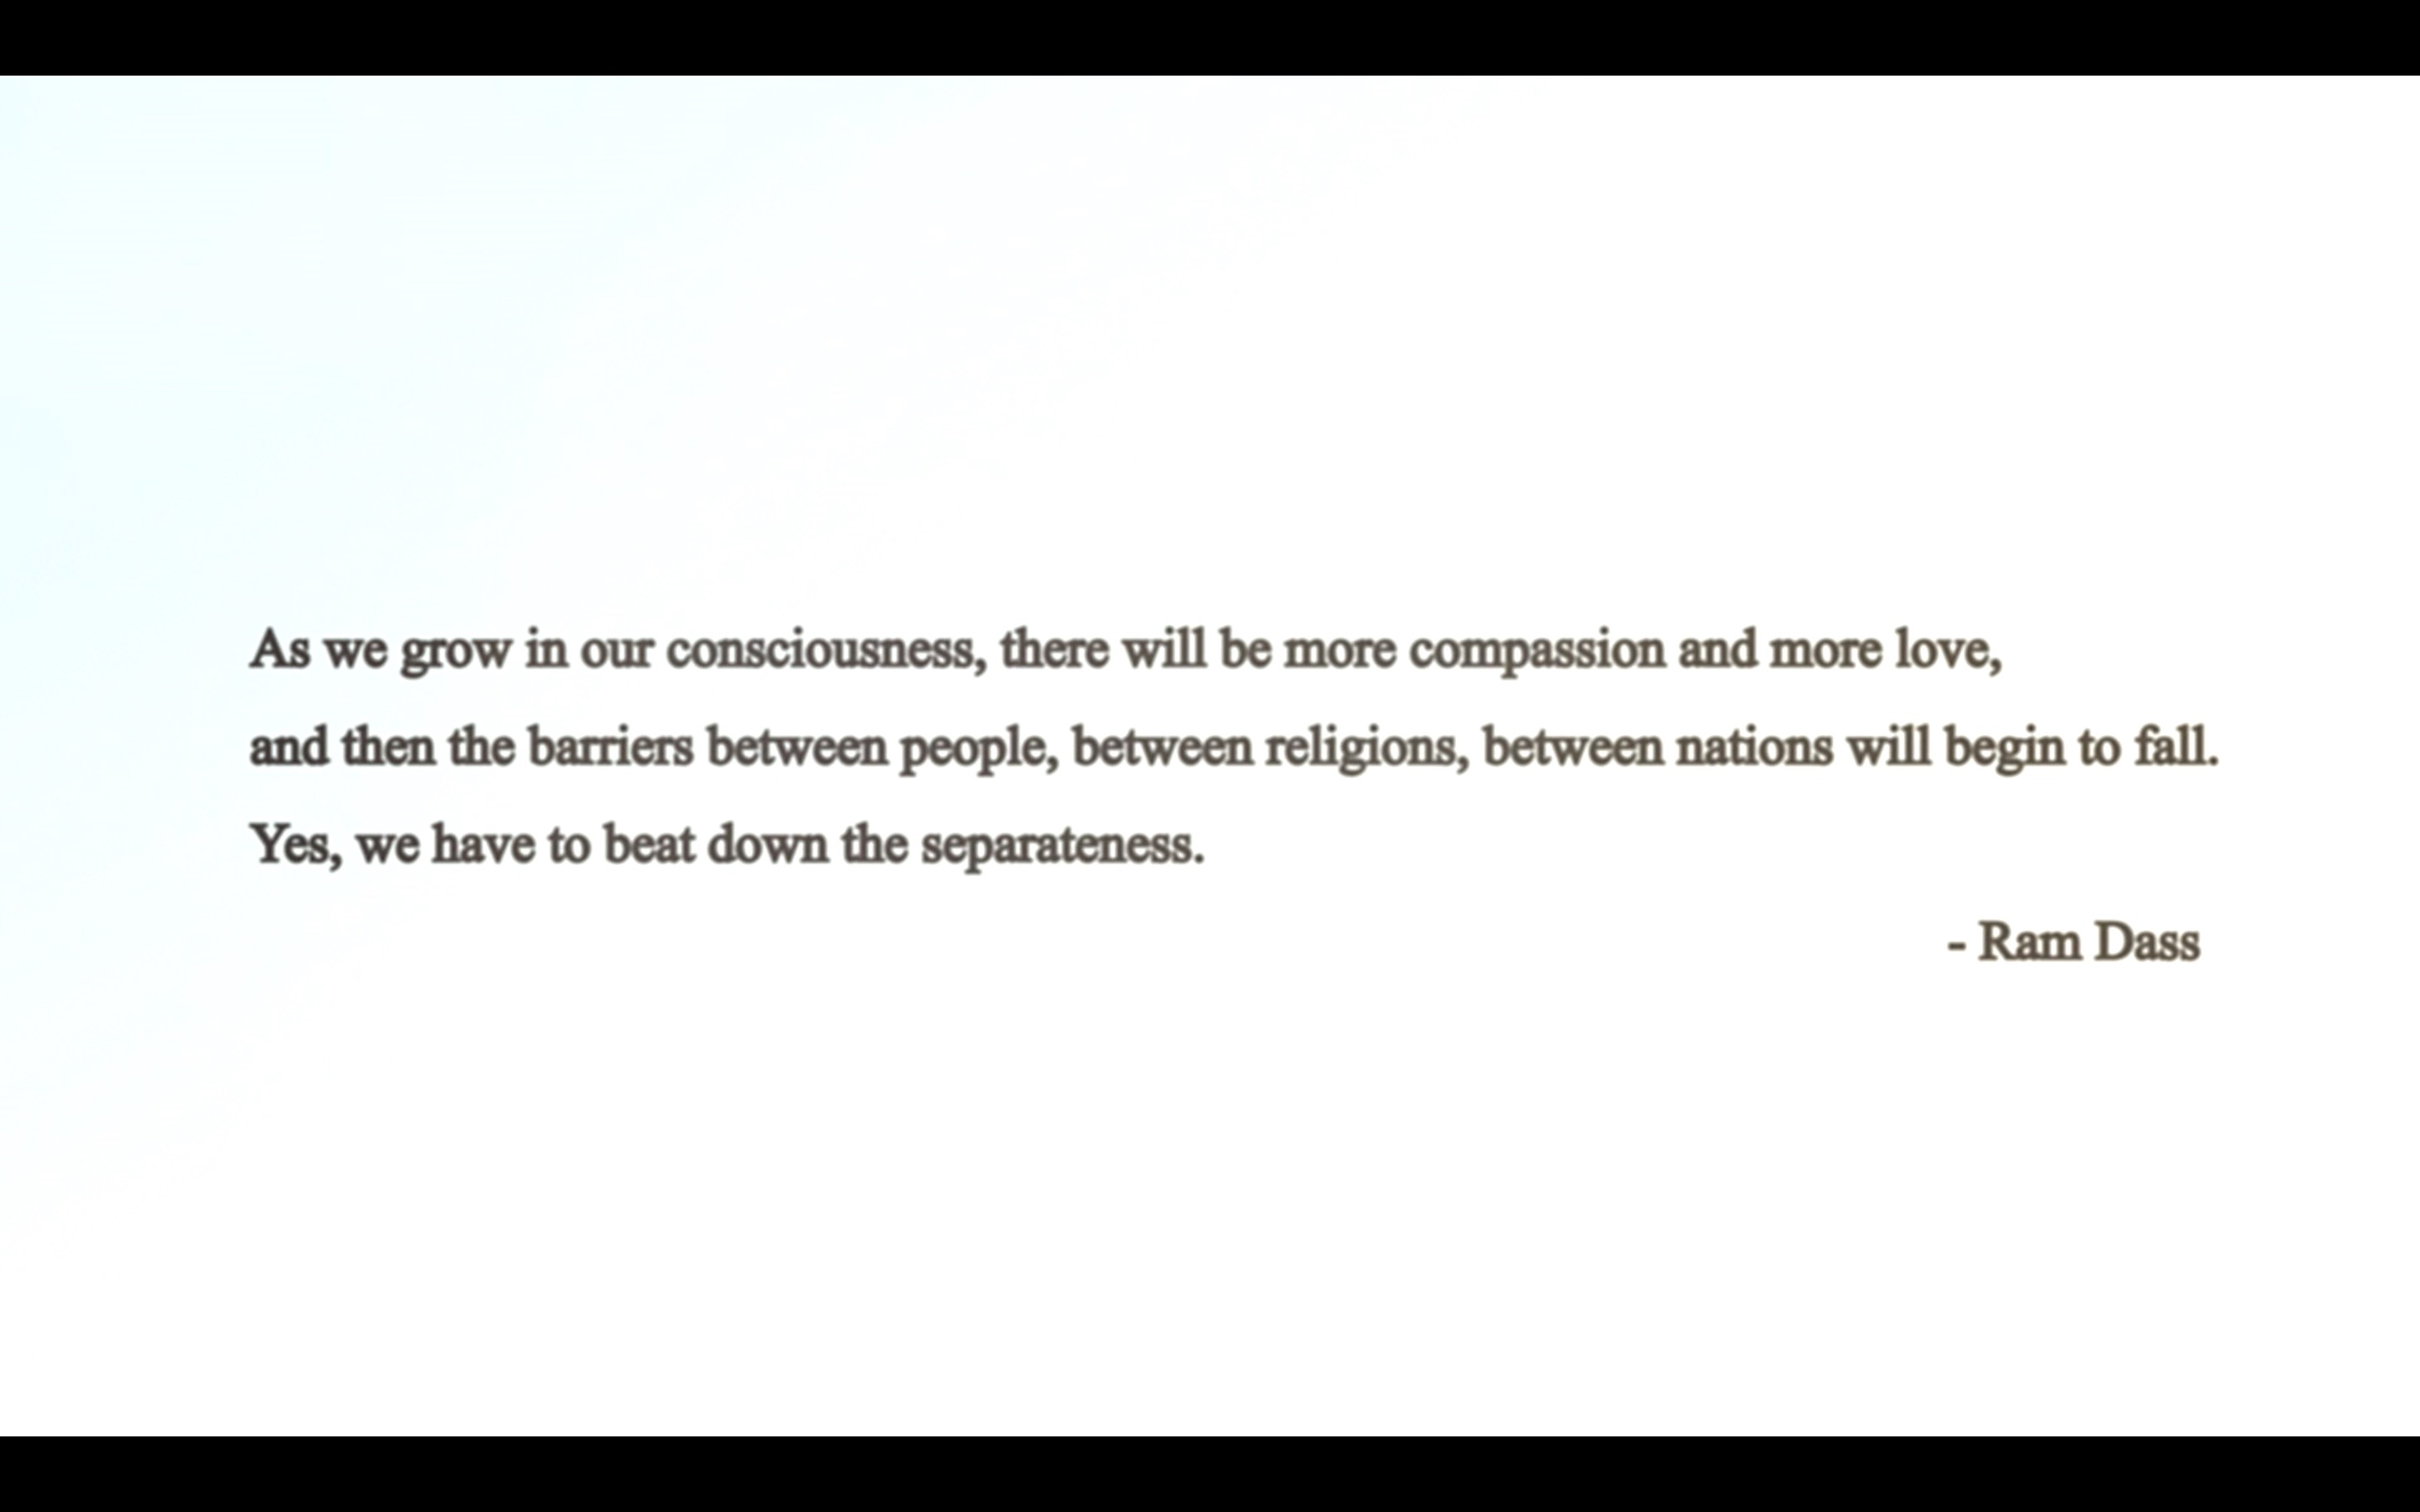 As we grow in our consciousness, there will be more compassion and more love,
and then the barriers between people, between religions, between nations will begin to fall.
Yes, we have to beat down the separateness.
- Ram Dass